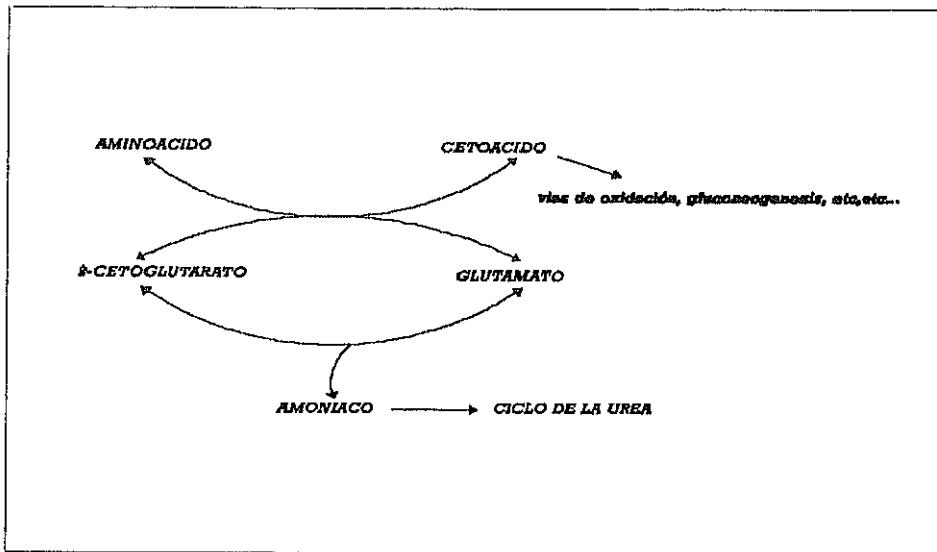 AMINOACIDO
CETOACIDO
vias de oxidación, gluconeogenesis, etc,etc...
2-CETOGLUTARATO
GLUTAMATO
AMONIACO
CICLO DE LA UREA